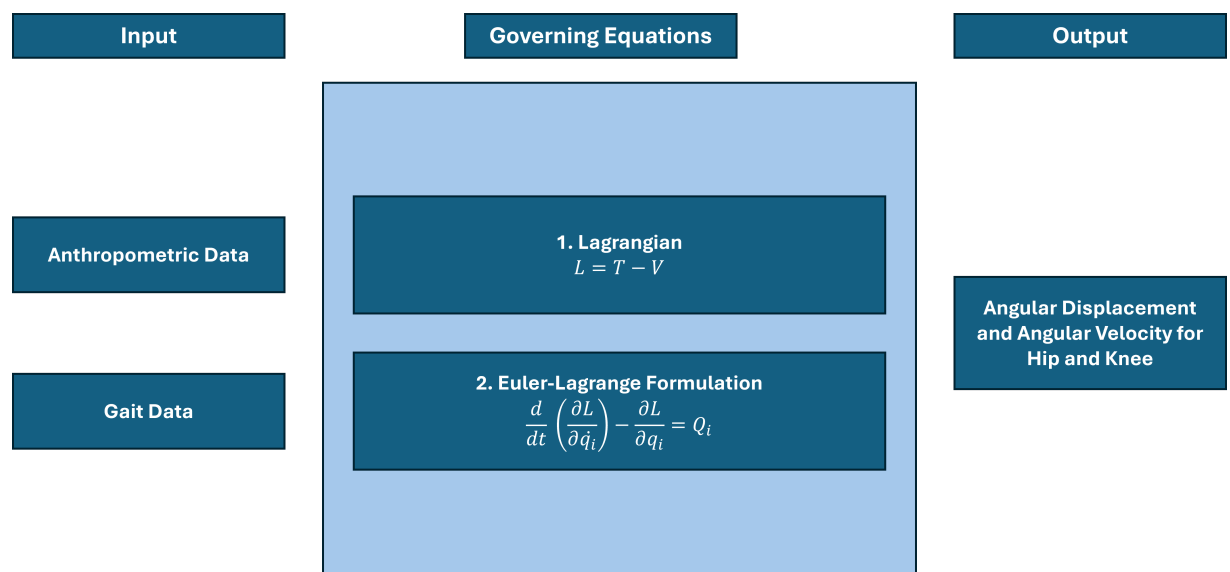 Input
Governing Equations
Output
Anthropometric Data
Gait Data
1. Lagrangian
L = T − V
2. Euler-Lagrange Formulation
d/dt (∂L/∂q̇ᵢ) − ∂L/∂qᵢ = Qᵢ
Angular Displacement
and Angular Velocity for
Hip and Knee